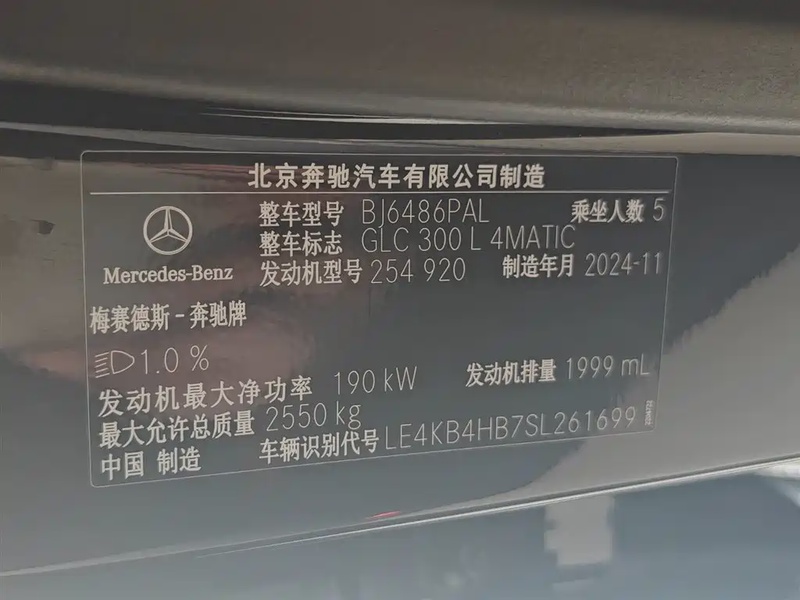 北京奔驰汽车有限公司制造
整车型号 BJ6486PAL 乘坐人数 5
整车标志 GLC 300 L 4MATIC
Mercedes-Benz 发动机型号 254 920 制造年月 2024-11
梅赛德斯-奔驰牌
1.0 %
发动机最大净功率 190 kW 发动机排量 1999 mL
最大允许总质量 2550 kg
中国 制造 车辆识别代号 LE4KB4HB7SL261699